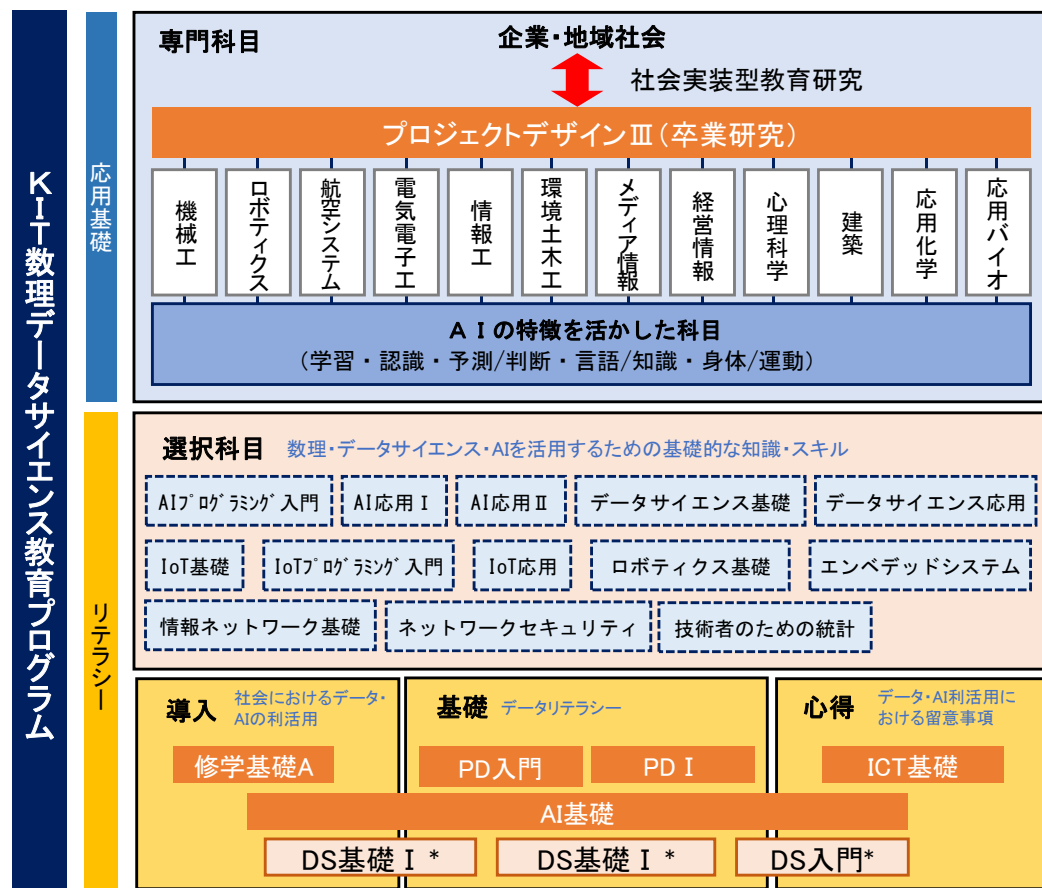 KIT数理データサイエンス教育プログラム
応用基礎
専門科目
企業・地域社会
社会実装型教育研究
プロジェクトデザインⅢ(卒業研究)
機械工
ロボティクス
航空システム
電気電子工
情報工
環境土木工
メディア情報
経営情報
心理科学
建築
応用化学
応用バイオ
AIの特徴を活かした科目
(学習・認識・予測/判断・言語/知識・身体/運動)
リテラシー
選択科目 数理・データサイエンス・AIを活用するための基礎的な知識・スキル
AIプログラミング入門
AI応用Ⅰ
AI応用Ⅱ
データサイエンス基礎
データサイエンス応用
IoT基礎
IoTプログラミング入門
IoT応用
ロボティクス基礎
エンベデッドシステム
情報ネットワーク基礎
ネットワークセキュリティ
技術者のための統計
導入
社会におけるデータ・
AIの利活用
基礎 データリテラシー
心得
データ・AI利活用に
おける留意事項
修学基礎A
PD入門
PDⅠ
ICT基礎
AI基礎
DS基礎Ⅰ*
DS基礎Ⅰ*
DS入門*